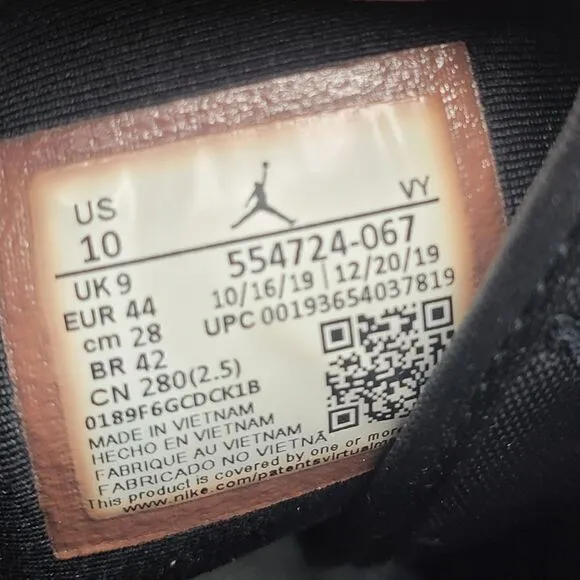 US
10
UK 9
EUR 44
cm 28
BR 42
CN 280(2.5)
VY
554724-067
10/16/19 | 12/20/19
UPC 00193654037819
0189F6GCDCK1B
MADE IN VIETNAM
HECHO EN VIETNAM
FABRIQUE AU VIETNAM
FABRICADO NO VIETNÃ
This product is covered by one or more
www.nike.com/patentsvirtualma